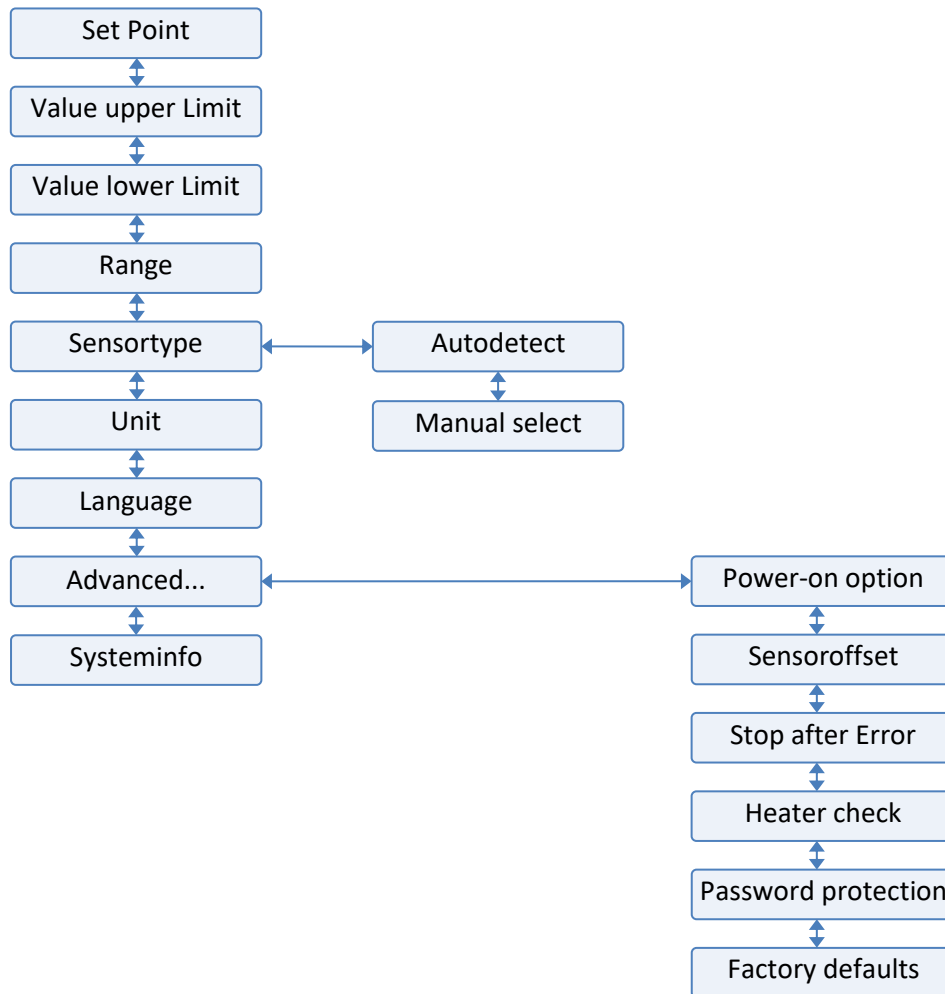 Set Point
Value upper Limit
Value lower Limit
Range
Sensortype
Autodetect
Unit
Manual select
Language
Advanced...
Power-on option
Systeminfo
Sensoroffset
Stop after Error
Heater check
Password protection
Factory defaults